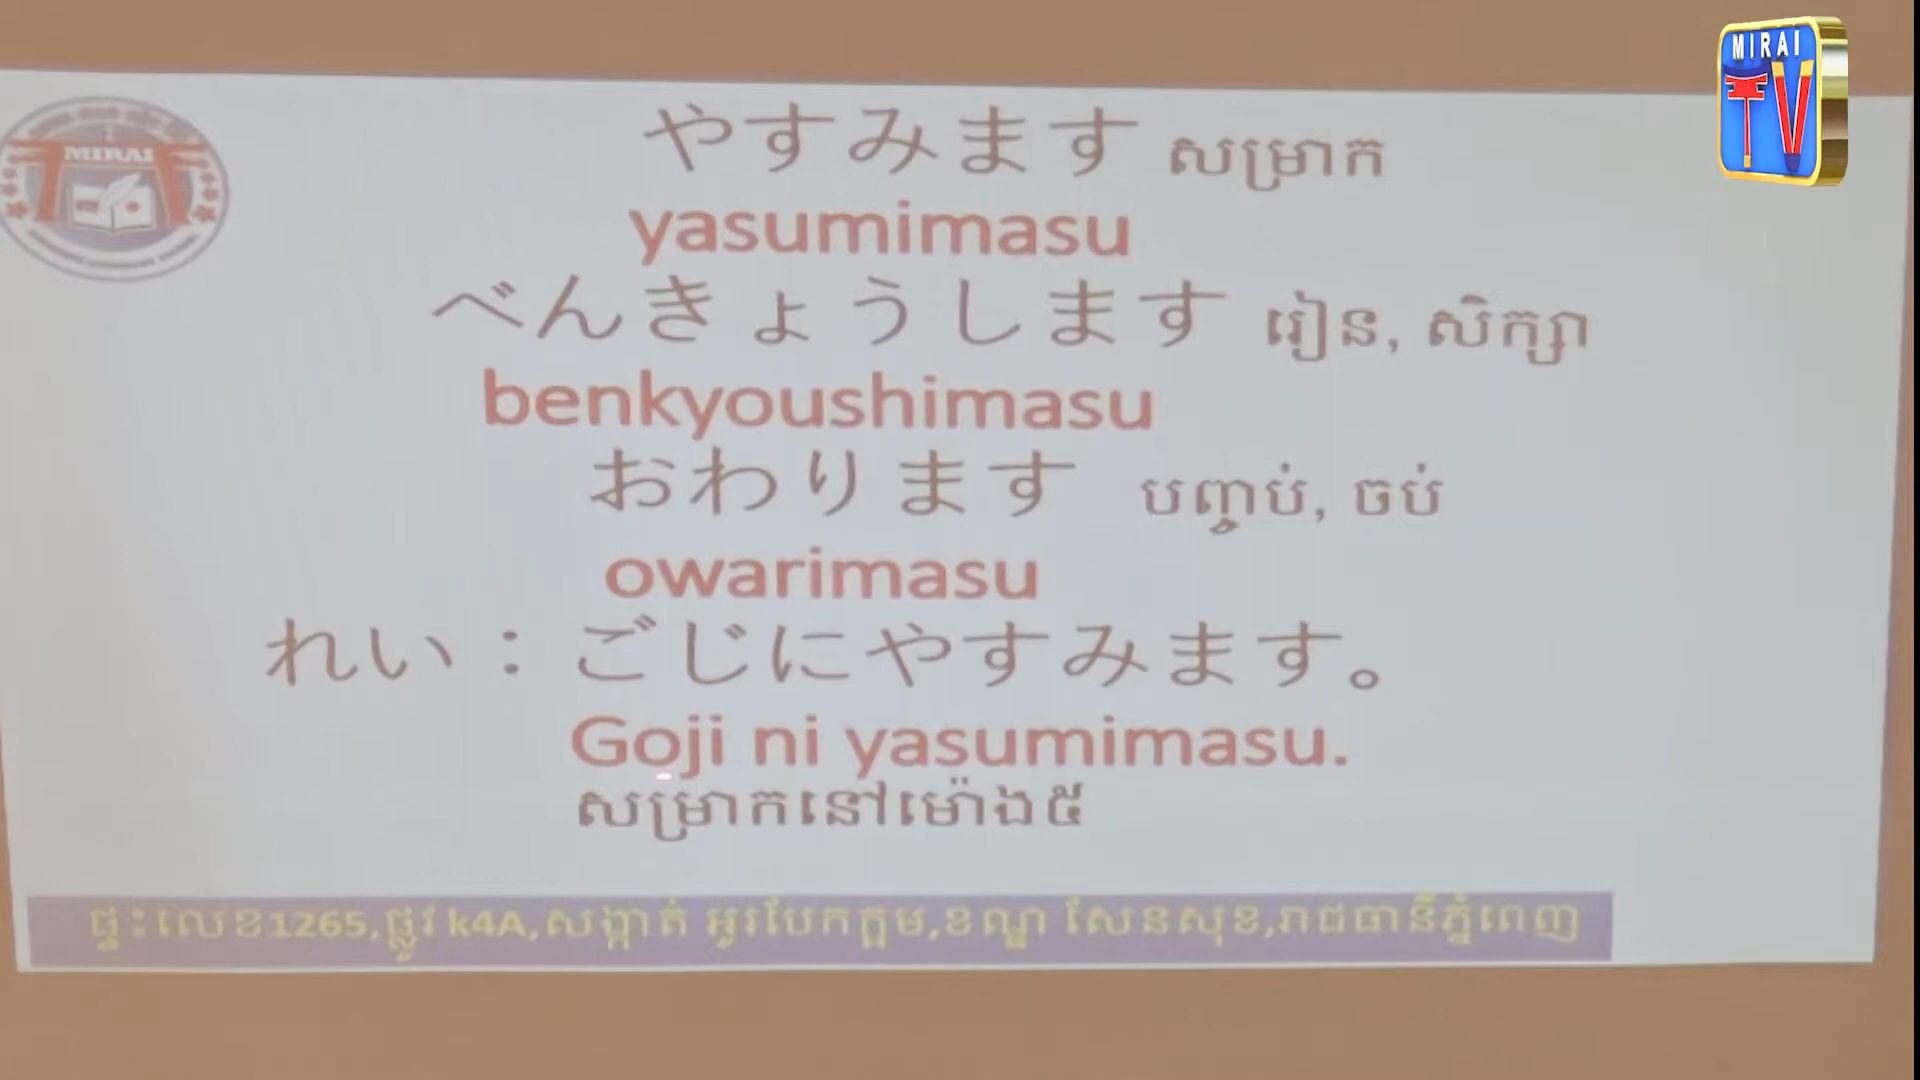 MIRAI
TV
MIRAI
やすみます សម្រាក
yasumimasu
べんきょうします រៀន, សិក្សា
benkyoushimasu
おわります បញ្ចប់, ចប់
owarimasu
れい：ごじにやすみます。
Goji ni yasumimasu.
សម្រាកនៅម៉ោង៥
ផ្ទះលេខ1265,ផ្លូវ k4A,សង្កាត់ អូរបែកក្អម,ខណ្ឌ សែនសុខ,រាជធានីភ្នំពេញ